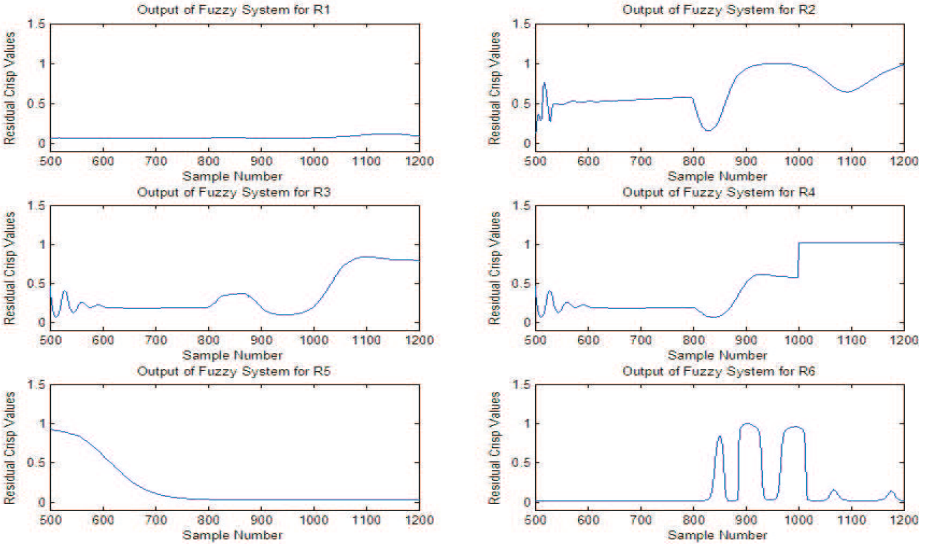 Output of Fuzzy System for R1
Residual Crisp Values
1.5
1
0.5
0
500 600 700 800 900 1000 1100 1200
Sample Number
Output of Fuzzy System for R2
Residual Crisp Values
1.5
1
0.5
0
500 600 700 800 900 1000 1100 1200
Sample Number
Output of Fuzzy System for R3
Residual Crisp Values
1.5
1
0.5
0
500 600 700 800 900 1000 1100 1200
Sample Number
Output of Fuzzy System for R4
Residual Crisp Values
1.5
1
0.5
0
500 600 700 800 900 1000 1100 1200
Sample Number
Output of Fuzzy System for R5
Residual Crisp Values
1.5
1
0.5
0
500 600 700 800 900 1000 1100 1200
Sample Number
Output of Fuzzy System for R6
Residual Crisp Values
1.5
1
0.5
0
500 600 700 800 900 1000 1100 1200
Sample Number